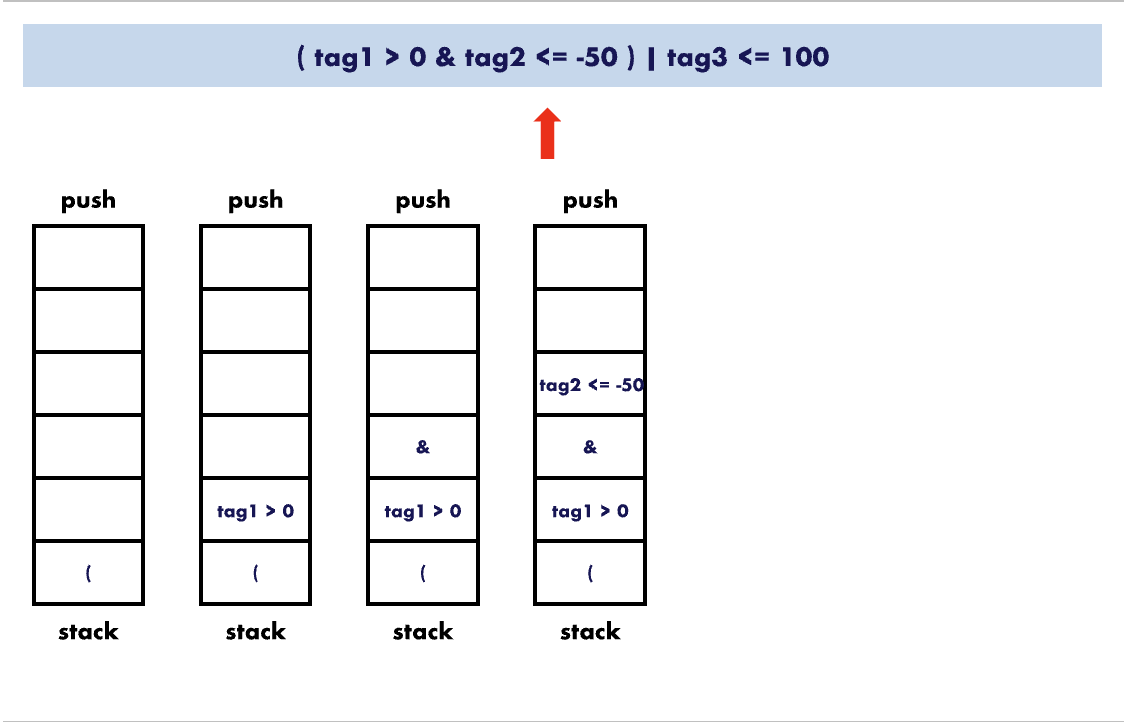 ( tag1 > 0 & tag2 <= -50 ) | tag3 <= 100
push push push push
tag2 <= -50
& &
tag1 > 0 tag1 > 0 tag1 > 0
( ( ( (
stack stack stack stack